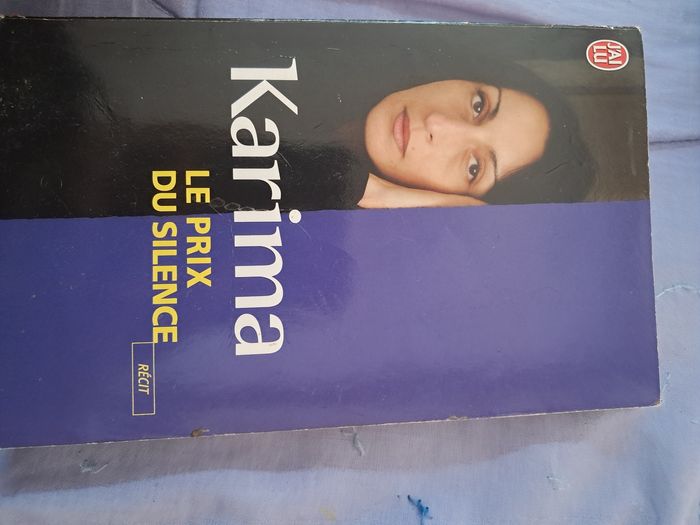 J'AI
LU
Karima
LE PRIX
DU SILENCE
RÉCIT